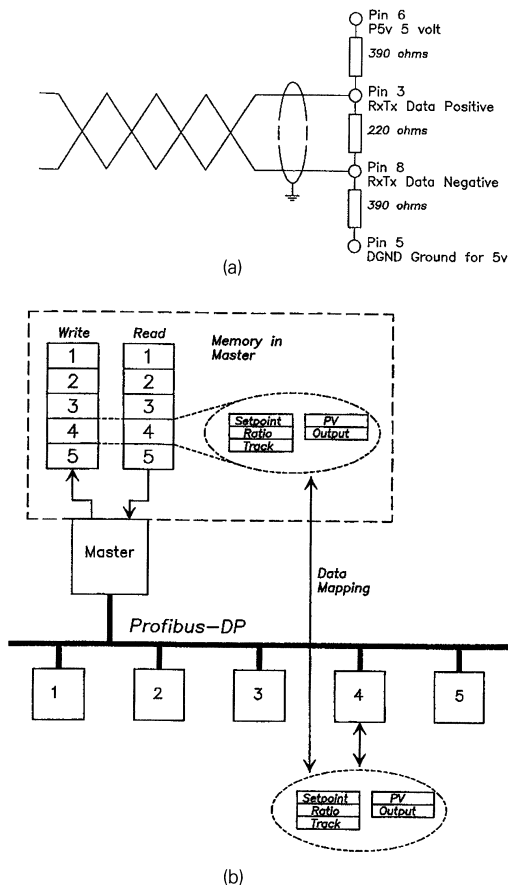 Pin 6
P5v 5 volt
390 ohms
Pin 3
RxTx Data Positive
220 ohms
Pin 8
RxTx Data Negative
390 ohms
Pin 5
DGND Ground for 5v
(a)
Write Read
Memory in
Master
1 1
2 2
3 3
4 4
5 5
Setpoint PV
Ratio Output
Track
Master
Data
Mapping
Profibus-DP
1 2 3 4 5
Setpoint PV
Ratio Output
Track
(b)